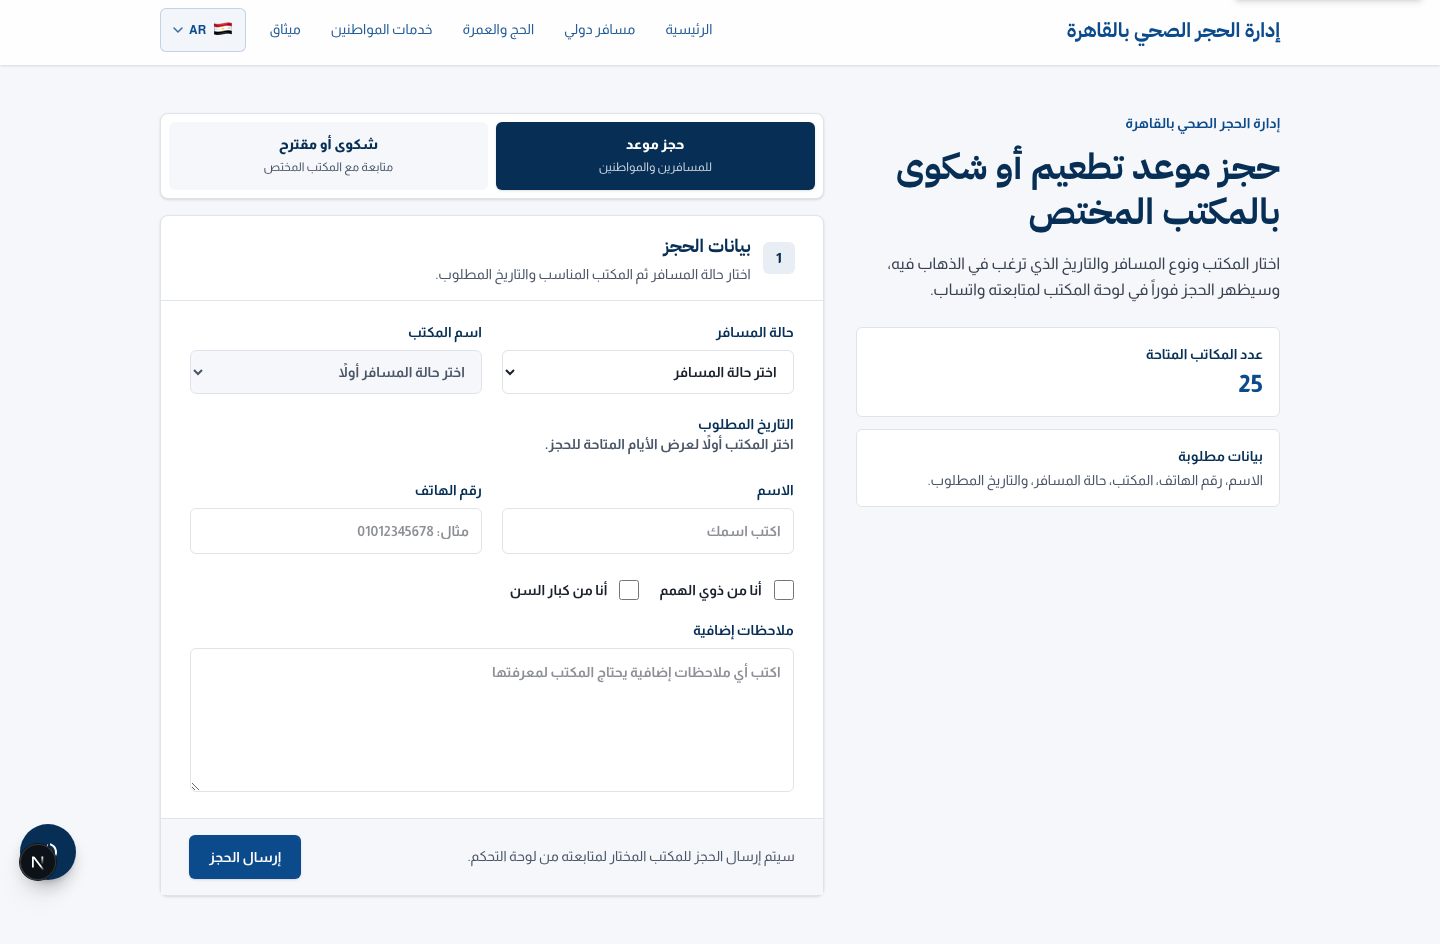 إدارة الحجر الصحي بالقاهرة
الرئيسية
مسافر دولي
الحج والعمرة
خدمات المواطنين
ميثاق
AR
إدارة الحجر الصحي بالقاهرة
حجز موعد تطعيم أو شكوى
بالمكتب المختص
اختار المكتب ونوع المسافر والتاريخ الذي ترغب في الذهاب فيه،
وسيظهر الحجز فوراً في لوحة المكتب لمتابعته واتساب.
عدد المكاتب المتاحة
25
بيانات مطلوبة
الاسم، رقم الهاتف، المكتب، حالة المسافر، والتاريخ المطلوب.
حجز موعد
للمسافرين والمواطنين
شكوى أو مقترح
متابعة مع المكتب المختص
1
بيانات الحجز
اختار حالة المسافر ثم المكتب المناسب والتاريخ المطلوب.
حالة المسافر
اختر حالة المسافر
اسم المكتب
اختر حالة المسافر أولاً
التاريخ المطلوب
اختر المكتب أولاً لعرض الأيام المتاحة للحجز.
الاسم
اكتب اسمك
رقم الهاتف
مثال: 01012345678
أنا من ذوي الهمم
أنا من كبار السن
ملاحظات إضافية
اكتب أي ملاحظات إضافية يحتاج المكتب لمعرفتها
سيتم إرسال الحجز للمكتب المختار لمتابعته من لوحة التحكم.
إرسال الحجز
N